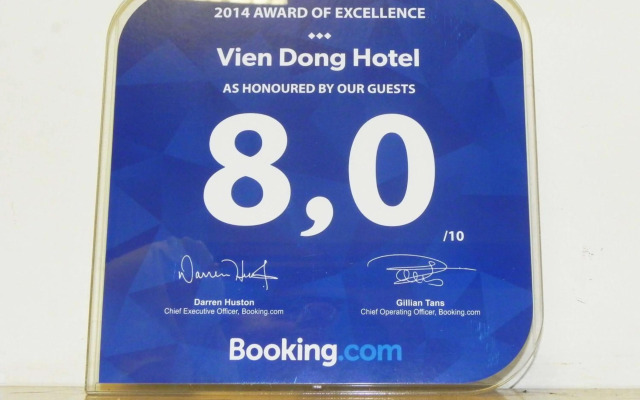 2014 AWARD OF EXCELLENCE
Vien Dong Hotel
AS HONOURED BY OUR GUESTS
8,0
/10
Darren Huston
Chief Executive Officer, Booking.com
Gillian Tans
Chief Operating Officer, Booking.com
Booking.com